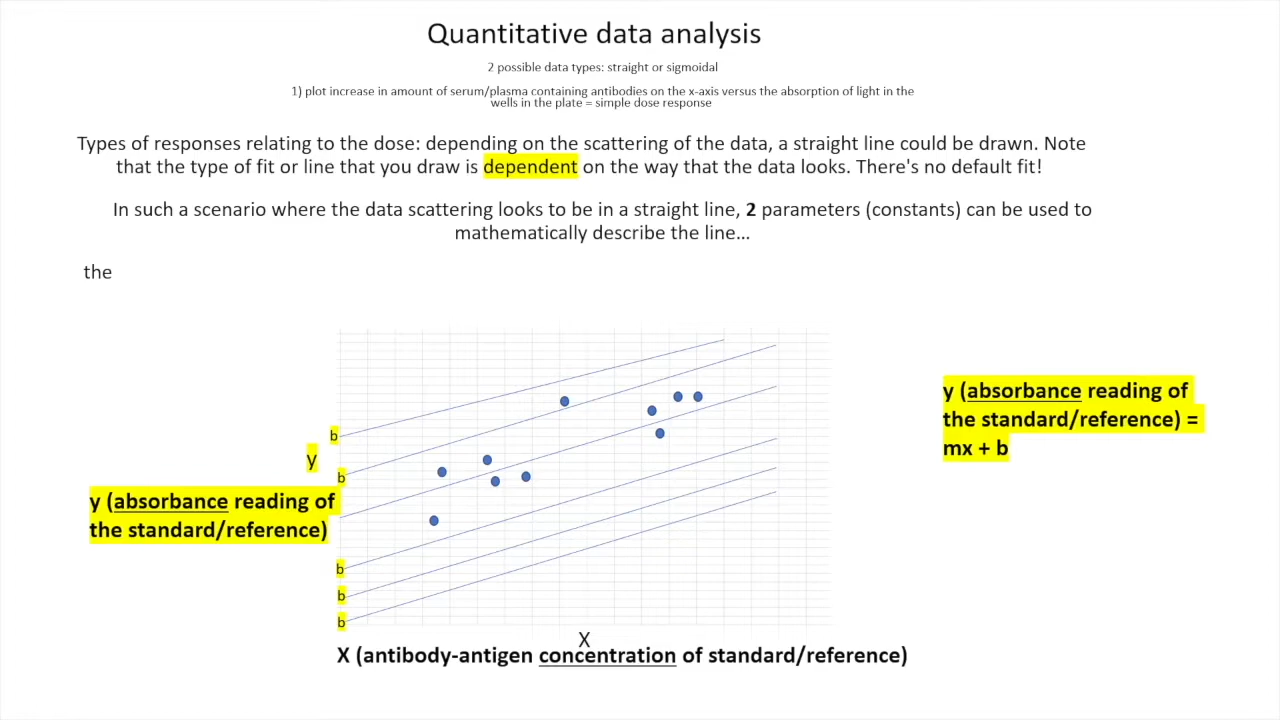 Quantitative data analysis
2 possible data types: straight or sigmoidal
1) plot increase in amount of serum/plasma containing antibodies on the x-axis versus the absorption of light in the
wells in the plate = simple dose response
Types of responses relating to the dose: depending on the scattering of the data, a straight line could be drawn. Note
that the type of fit or line that you draw is dependent on the way that the data looks. There's no default fit!
In such a scenario where the data scattering looks to be in a straight line, 2 parameters (constants) can be used to
mathematically describe the line...
the
y (absorbance reading of
the standard/reference) =
mx + b
b
y
b
y (absorbance reading of
the standard/reference)
b
b
b
X
X (antibody-antigen concentration of standard/reference)